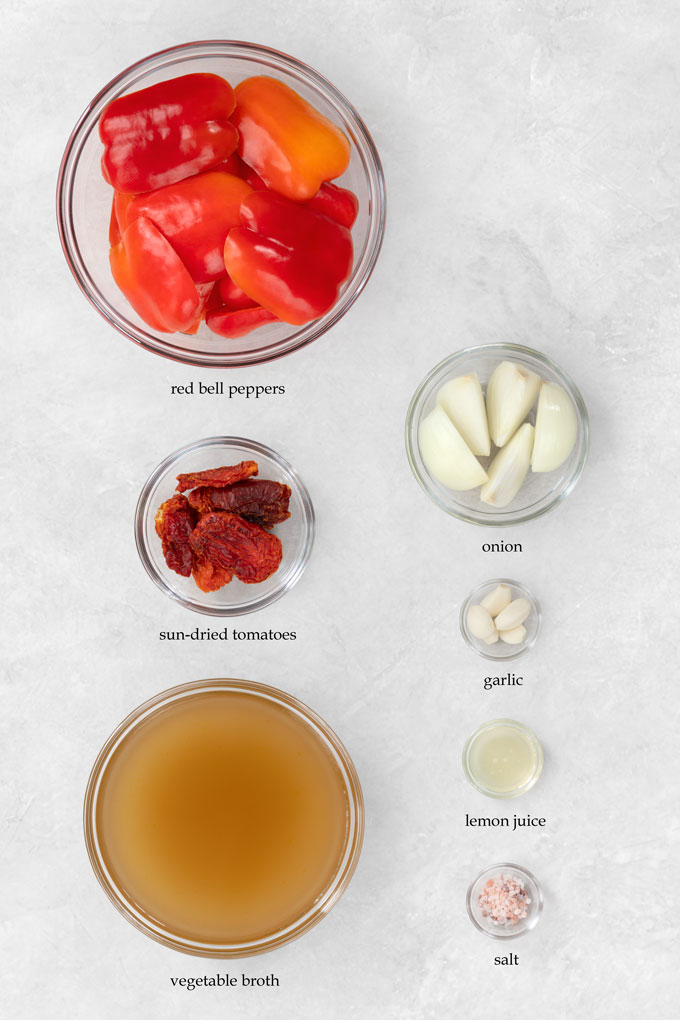 red bell peppers
onion
sun-dried tomatoes
garlic
lemon juice
salt
vegetable broth